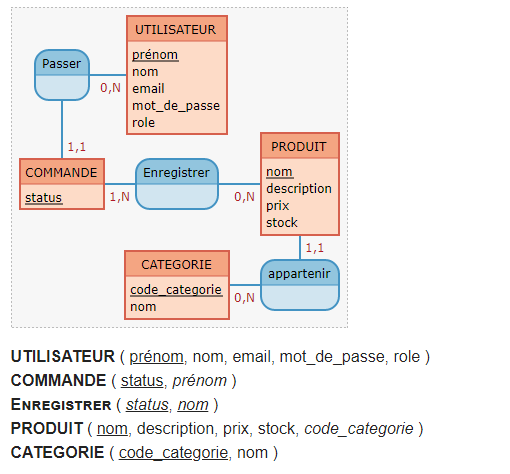 UTILISATEUR
prénom
nom
email
mot_de_passe
role
Passer
0,N
1,1
COMMANDE
status
1,N
Enregistrer
0,N
PRODUIT
nom
description
prix
stock
1,1
CATEGORIE
code_categorie
nom
0,N
appartenir
UTILISATEUR ( prénom, nom, email, mot_de_passe, role )
COMMANDE ( status, prénom )
ENREGISTRER ( status, nom )
PRODUIT ( nom, description, prix, stock, code_categorie )
CATEGORIE ( code_categorie, nom )